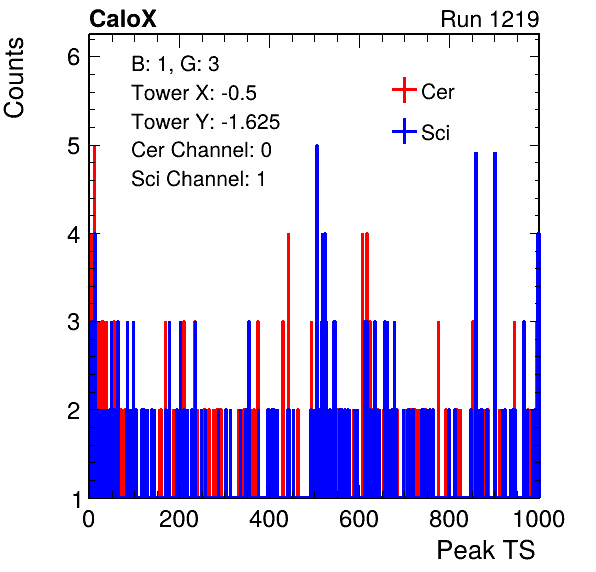 CaloX
Run 1219
Counts
B: 1, G: 3
Tower X: -0.5
Tower Y: -1.625
Cer Channel: 0
Sci Channel: 1
Cer
Sci
6
5
4
3
2
1
0 200 400 600 800 1000
Peak TS